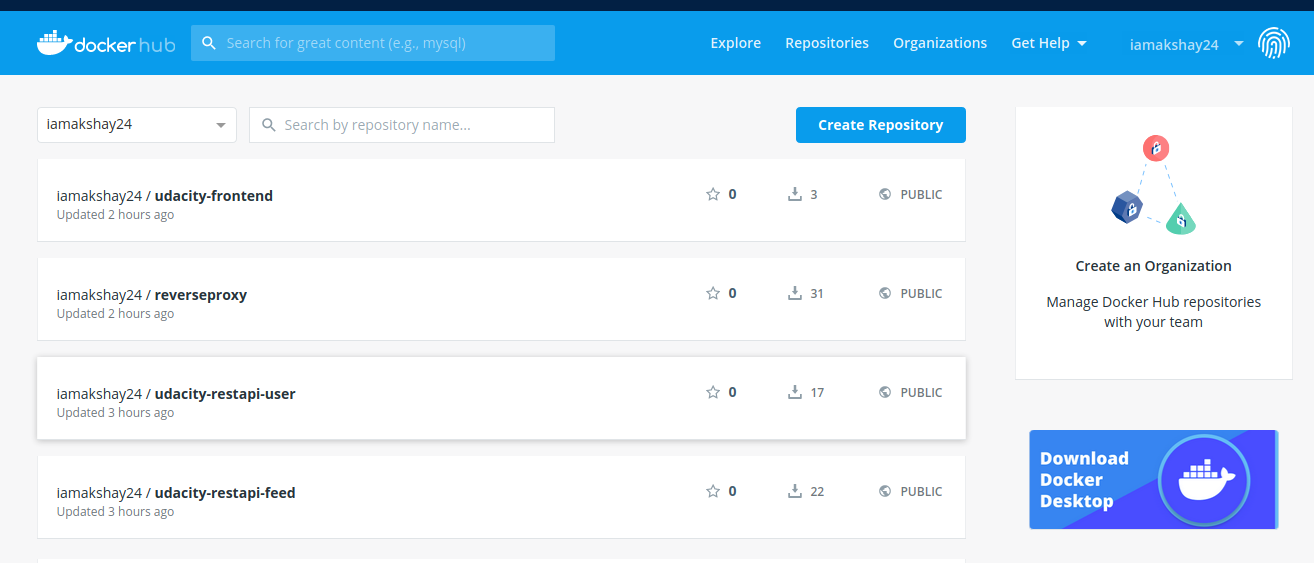 docker hub
Search for great content (e.g., mysql)
Explore
Repositories
Organizations
Get Help
iamakshay24
iamakshay24
Search by repository name...
Create Repository
iamakshay24 / udacity-frontend
Updated 2 hours ago
0
3
PUBLIC
iamakshay24 / reverseproxy
Updated 2 hours ago
0
31
PUBLIC
iamakshay24 / udacity-restapi-user
Updated 3 hours ago
0
17
PUBLIC
iamakshay24 / udacity-restapi-feed
Updated 3 hours ago
0
22
PUBLIC
Create an Organization
Manage Docker Hub repositories
with your team
Download
Docker
Desktop